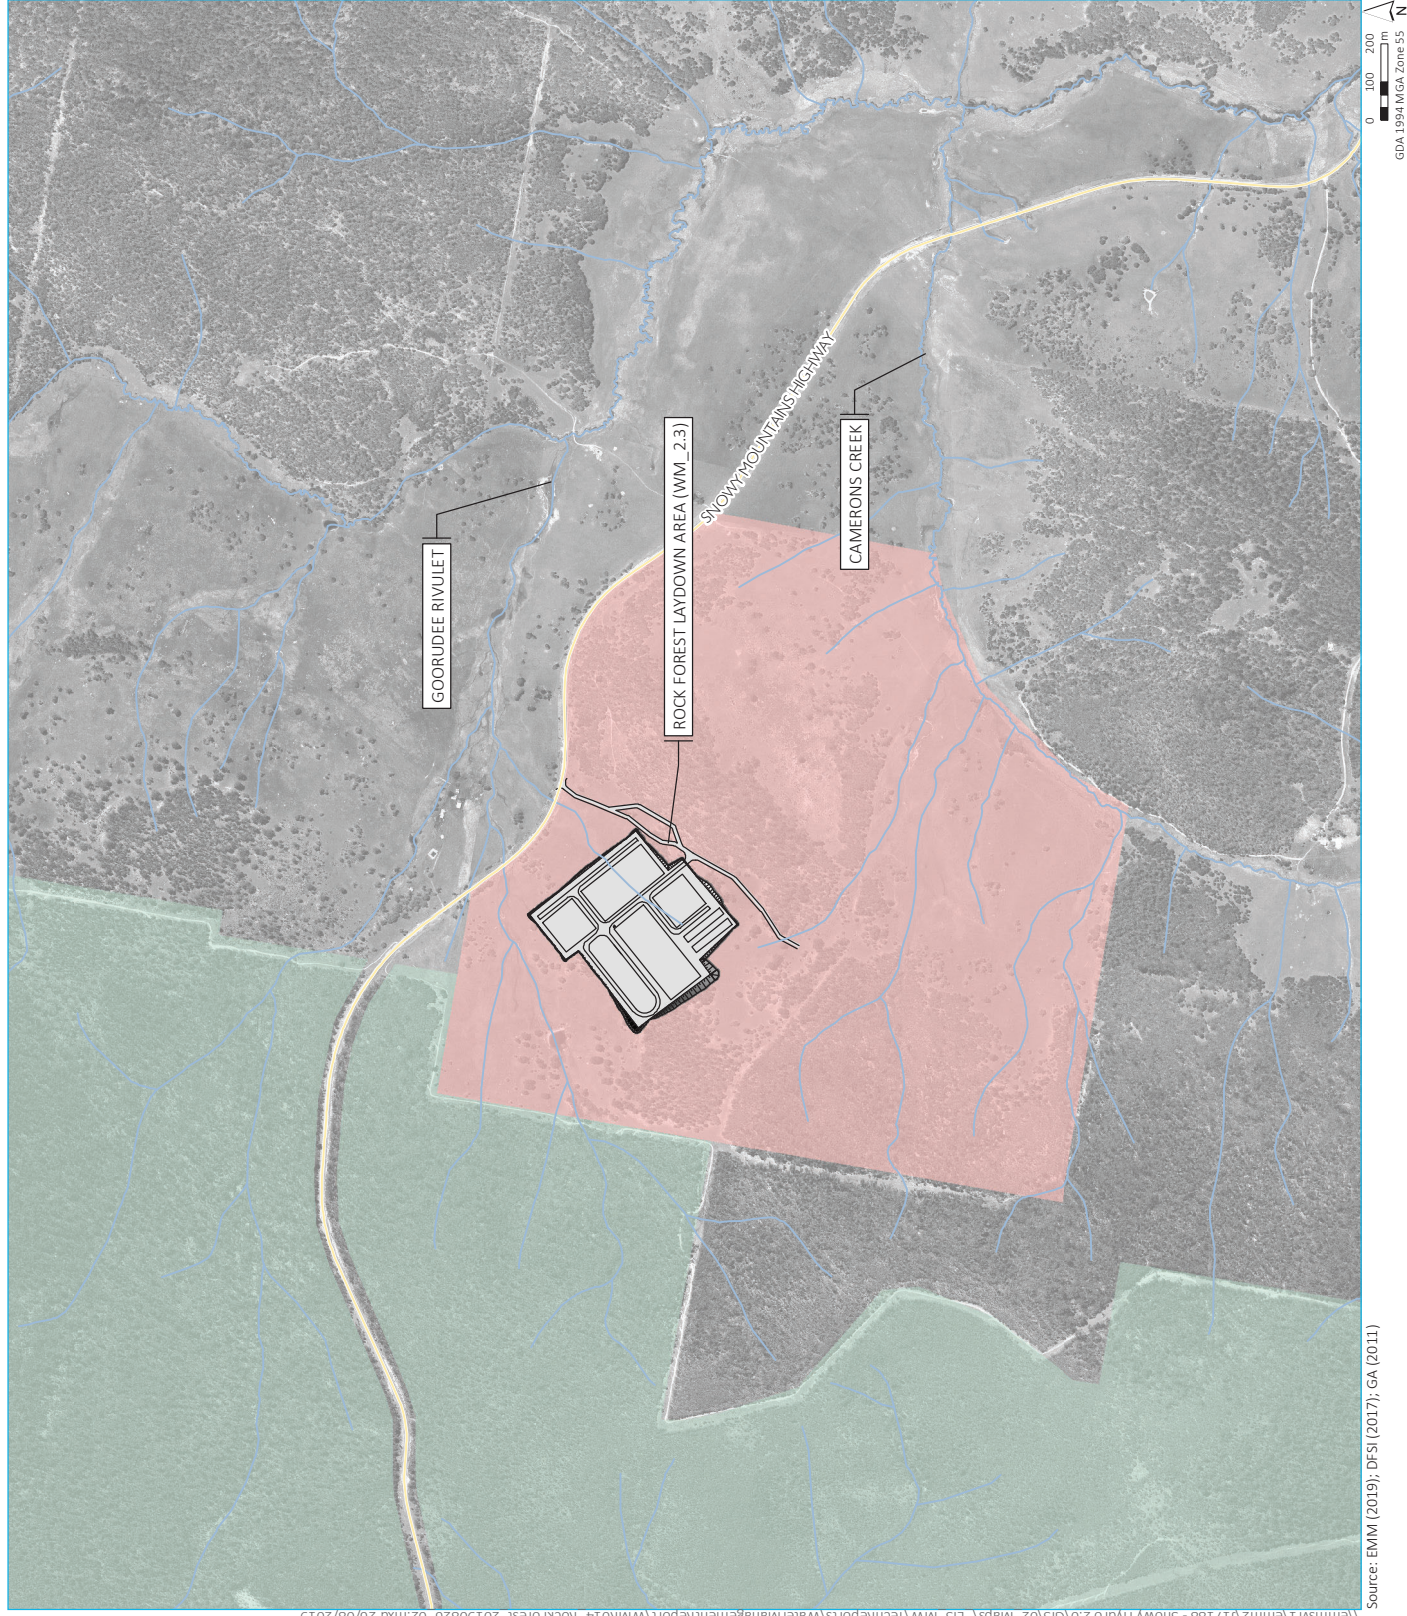 GOORUDEE RIVULET
ROCK FOREST LAYDOWN AREA (WM_2.3)
SNOWY MOUNTAINS HIGHWAY
CAMERONS CREEK
0 100 200
m
GDA 1994 MGA Zone 55
N
Source: EMM (2019); DFSI (2017); GA (2011)